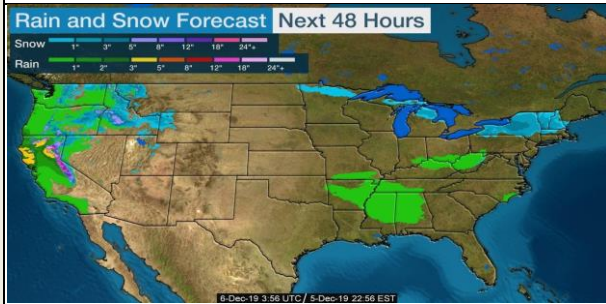 Rain and Snow Forecast Next 48 Hours
Snow
1" 3" 5" 8" 12" 18" 24"+
Rain
1" 2" 3" 5" 8" 12" 18" 24"+
6-Dec-19 3:56 UTC / 5-Dec-19 22:56 EST